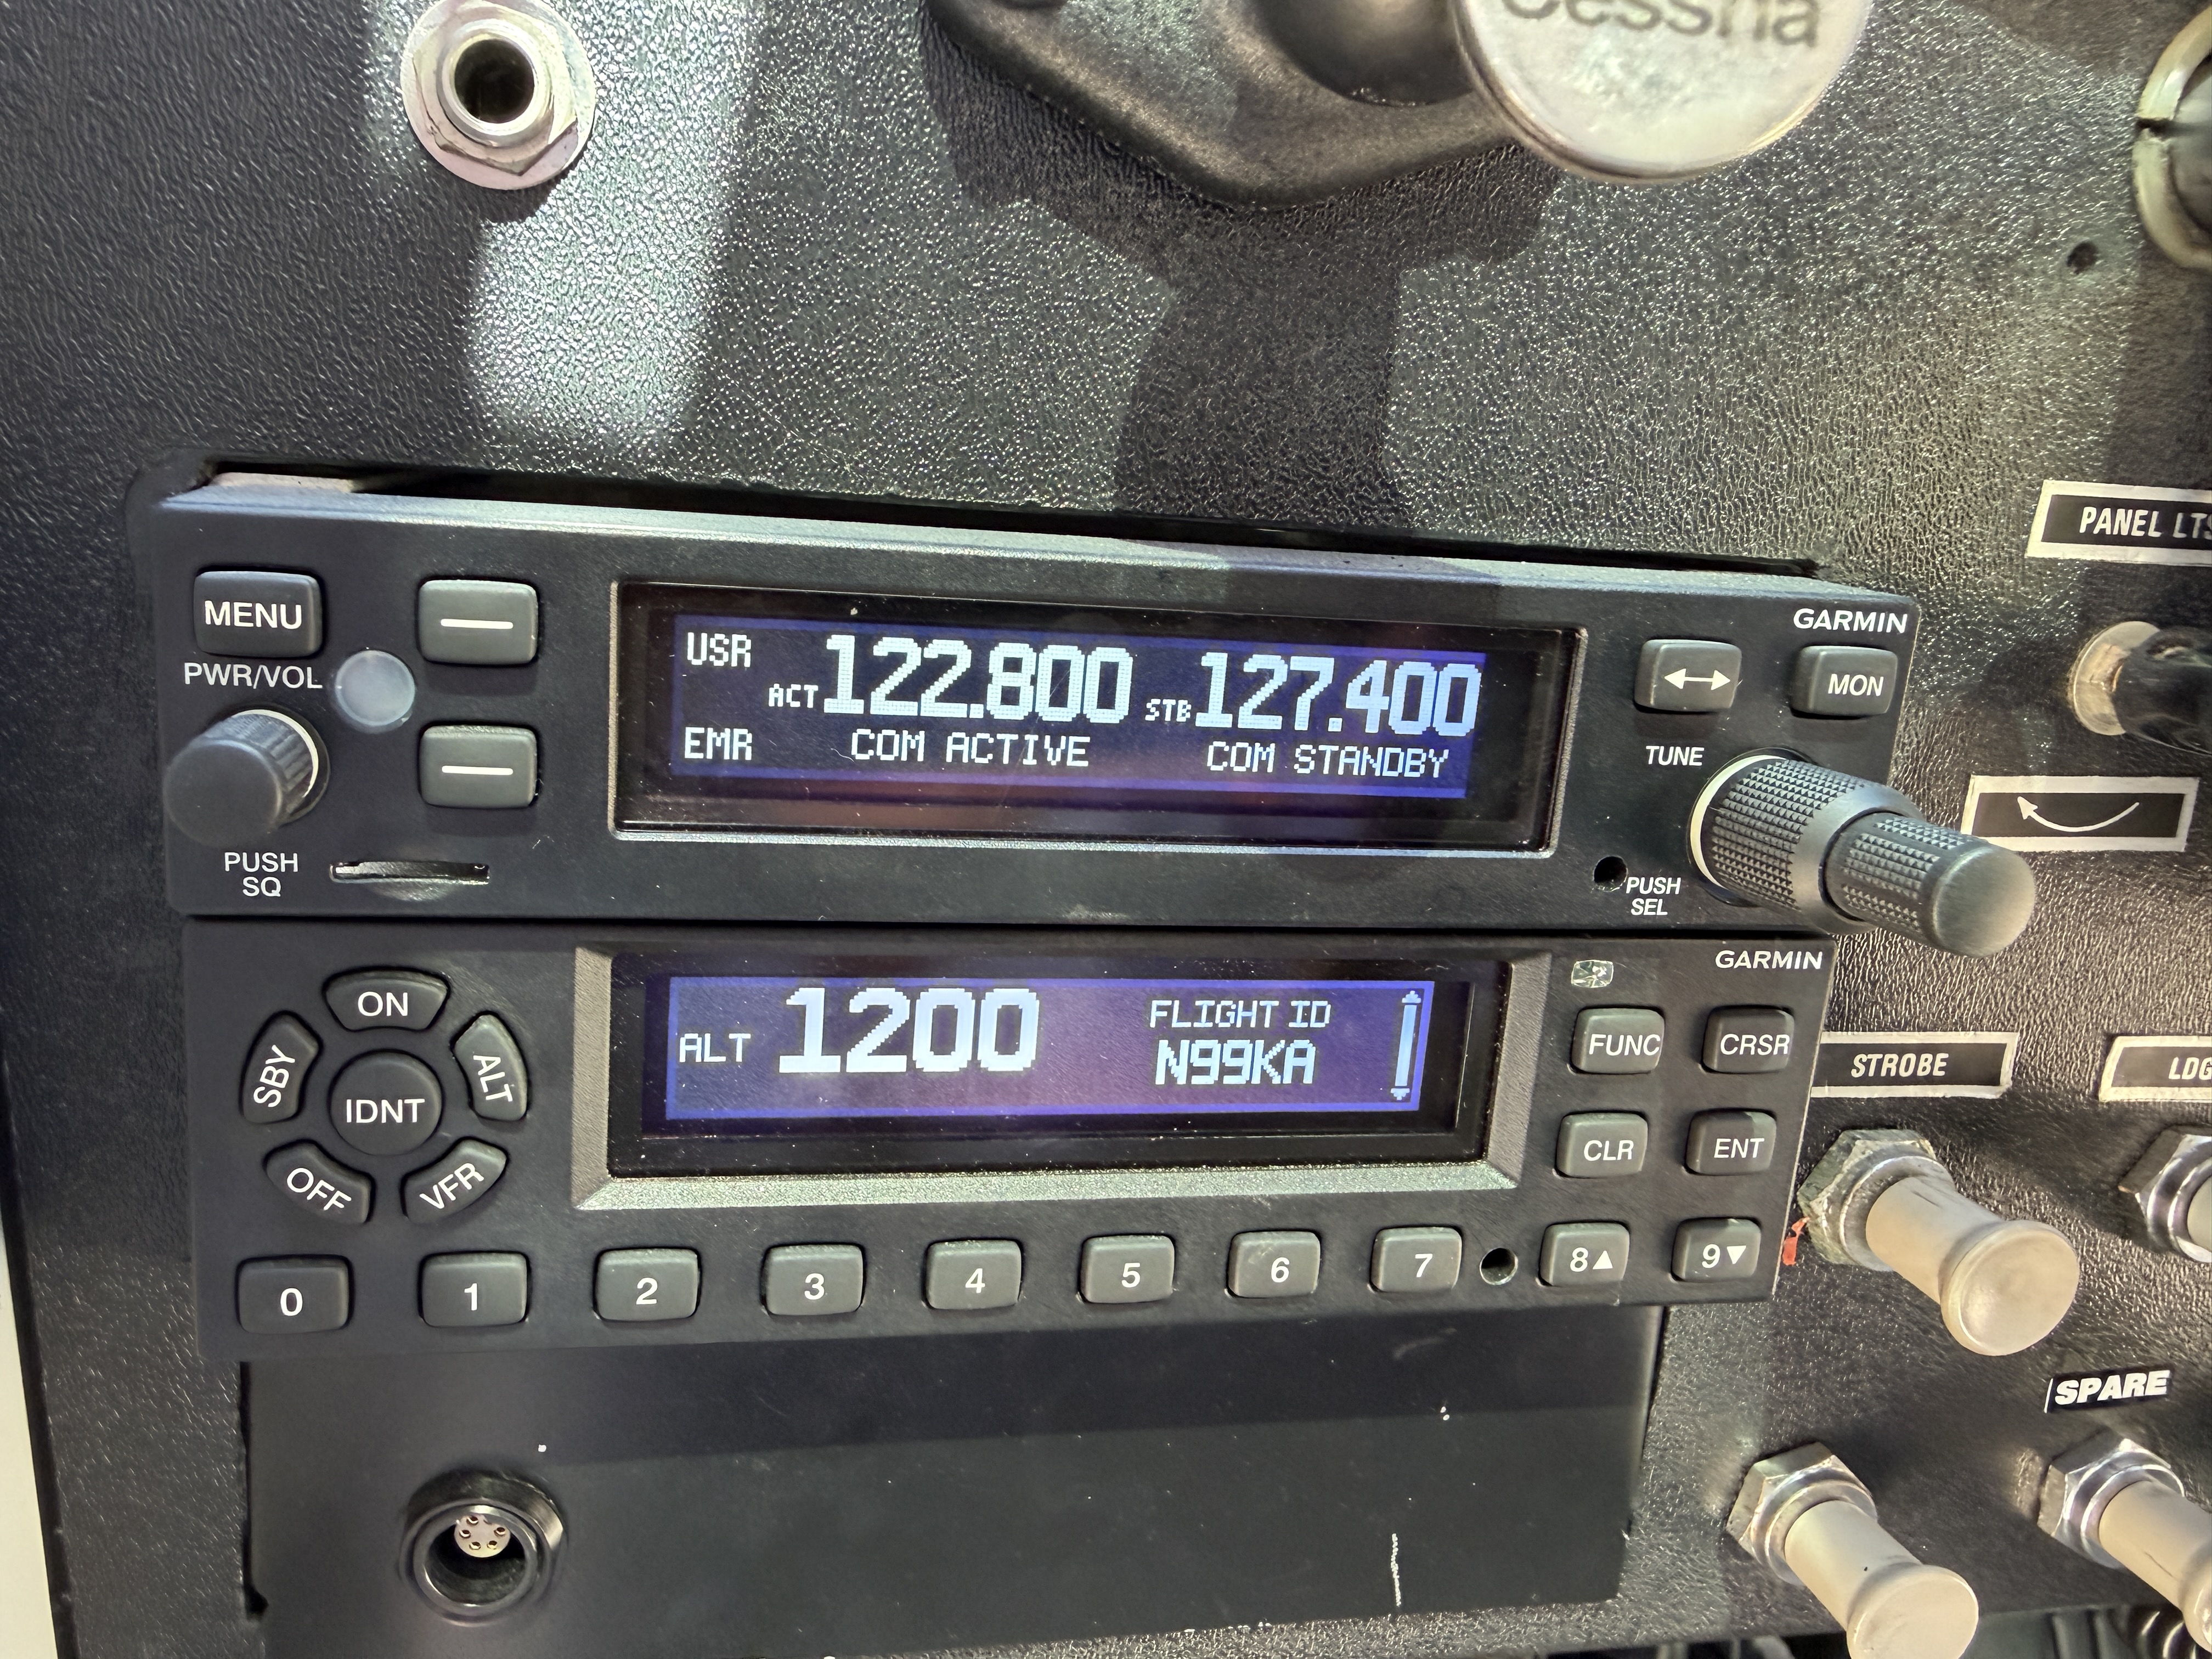 Cessna
PANEL LTS
MENU
PWR/VOL
PUSH
SQ
USR
ACT 122.800 STB 127.400
EMR COM ACTIVE COM STANDBY
GARMIN
MON
TUNE
PUSH
SEL
GARMIN
ON
SBY
ALT
IDNT
OFF
VFR
ALT 1200
FLIGHT ID
N99KA
FUNC CRSR
CLR ENT
0 1 2 3 4 5 6 7 8▲ 9▼
STROBE
LDG
SPARE